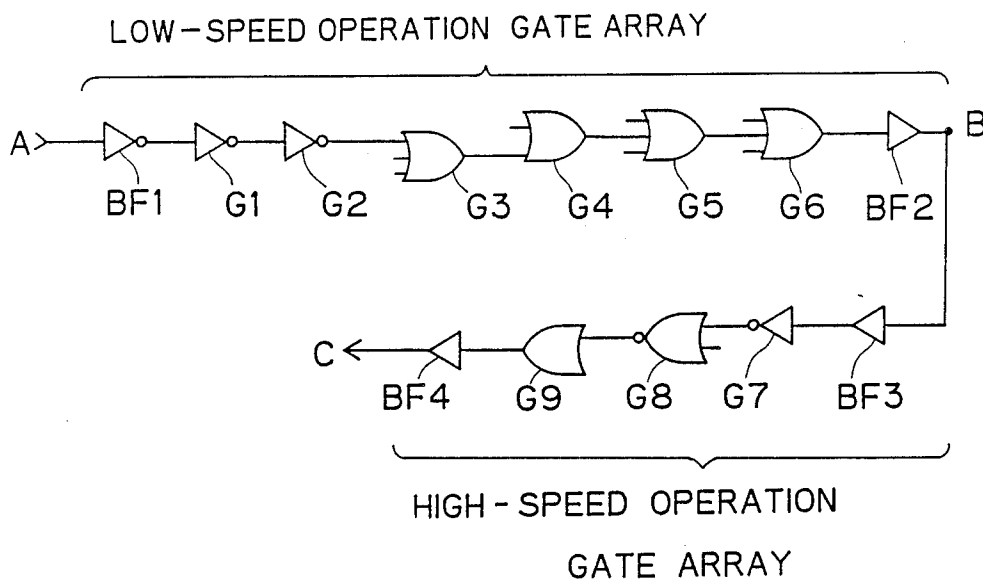 LOW-SPEED OPERATION GATE ARRAY
A B
BF1 G1 G2 G3 G4 G5 G6 BF2
C
BF4 G9 G8 G7 BF3
HIGH-SPEED OPERATION
GATE ARRAY